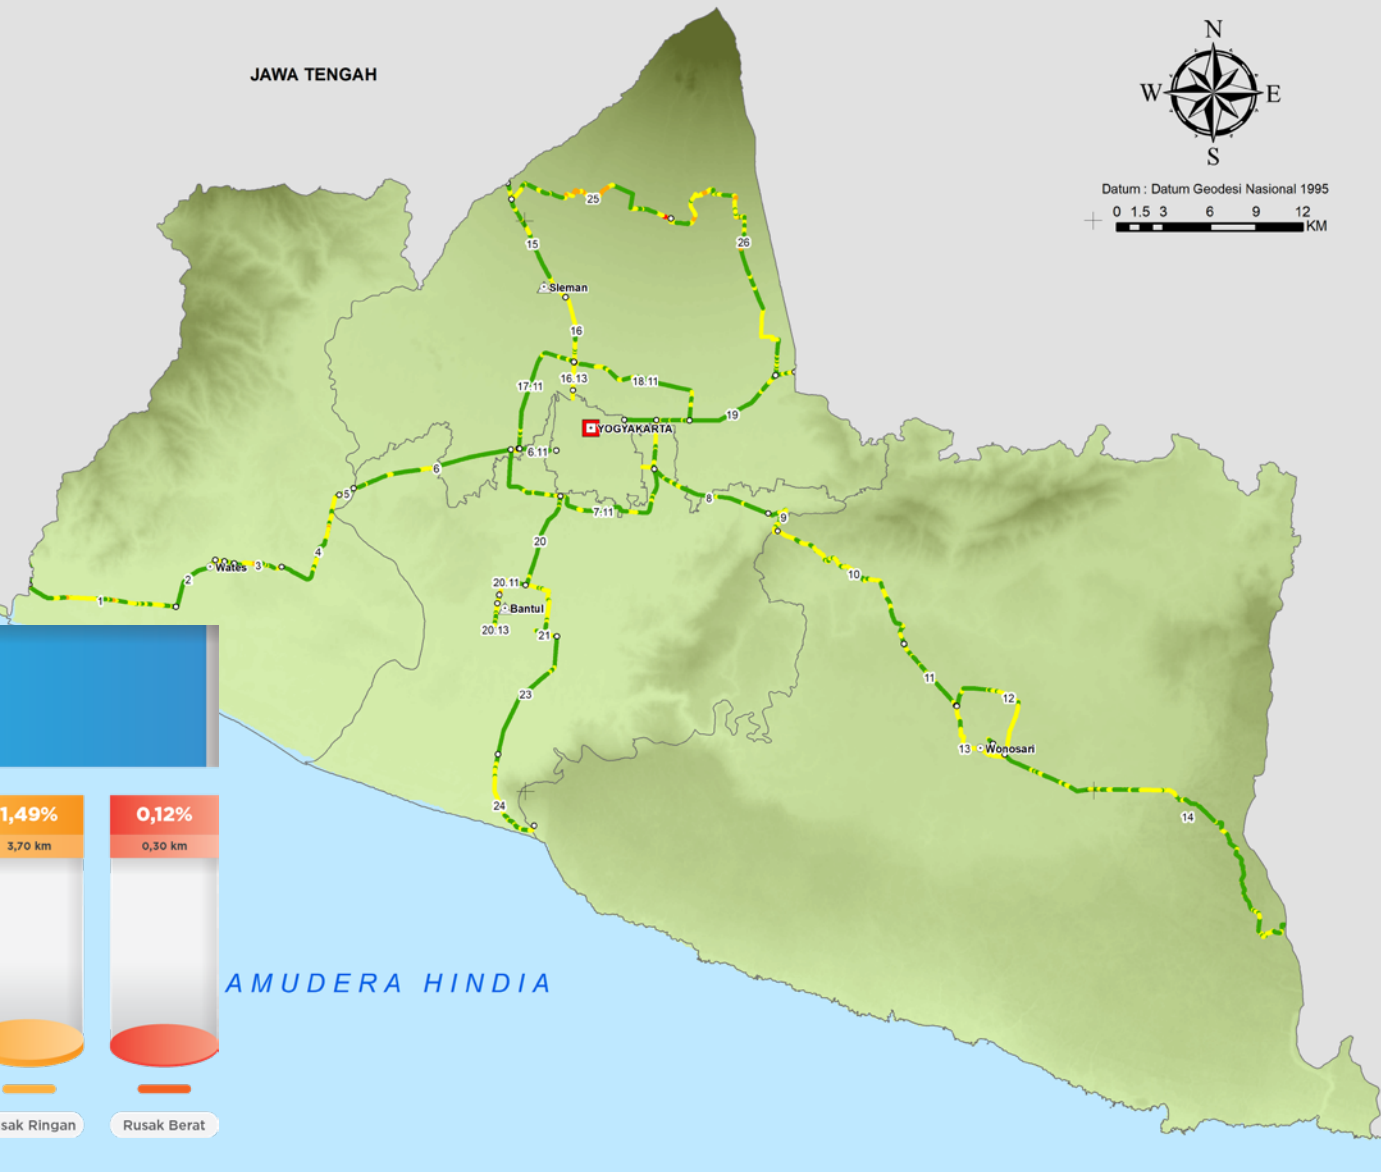 N
JAWA TENGAH
W
E
S
Datum : Datum Geodesi Nasional 1995
0 1.5 3 6 9 12
KM
25
15
26
Sleman
16
16.13
17.11
18.11
19
YOGYAKARTA
6.11
6
5
8
7.11
9
20
4
3
Wates
2
10
20.11
1
Bantul
20.13
21
11
23
12
13
Wonosari
24
14
1,49%
0,12%
3,70 km
0,30 km
AMUDERA HINDIA
sak Ringan
Rusak Berat